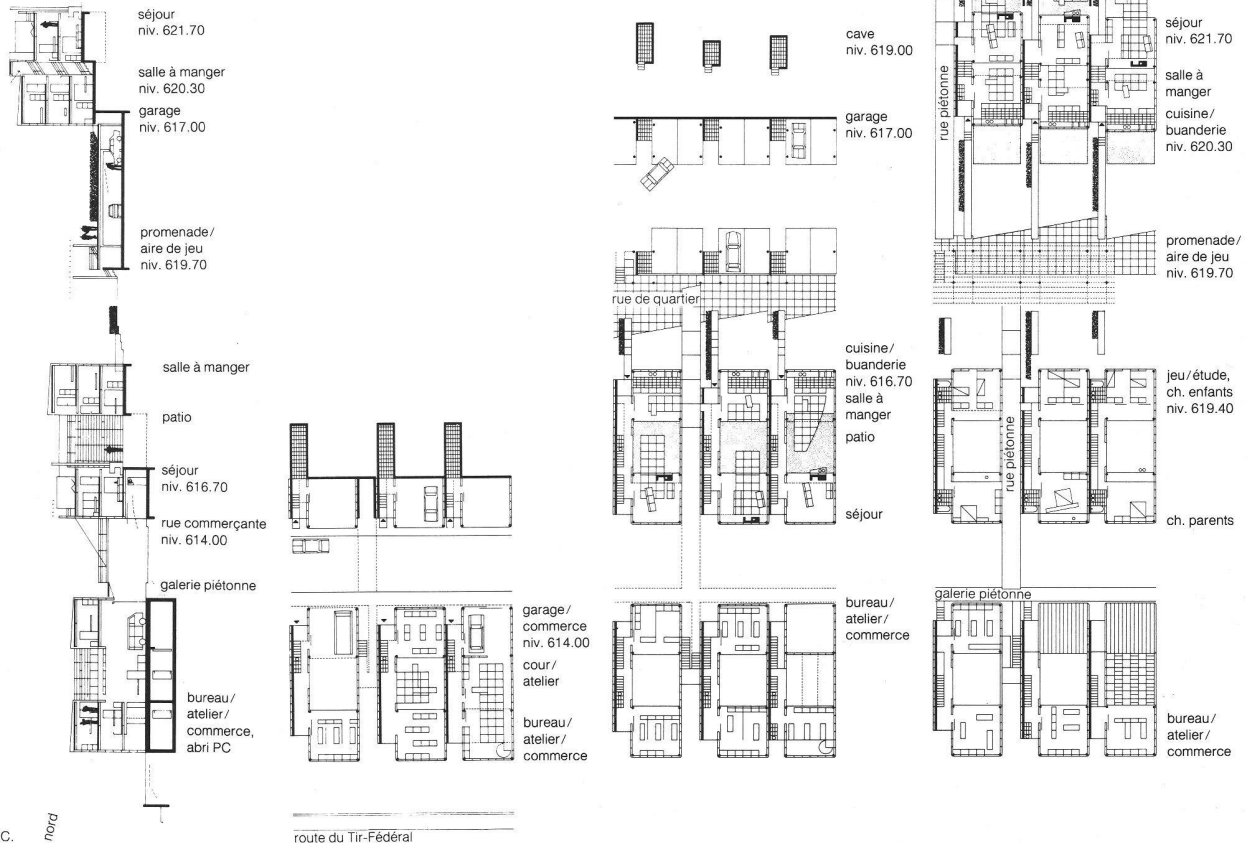 séjour
niv. 621.70
salle à manger
niv. 620.30
garage
niv. 617.00
promenade/
aire de jeu
niv. 619.70
salle à manger
patio
séjour
niv. 616.70
rue commerçante
niv. 614.00
galerie piétonne
bureau/
atelier/
commerce,
abri PC
C.
nord
garage/
commerce
niv. 614.00
cour/
atelier
bureau/
atelier/
commerce
route du Tir-Fédéral
cave
niv. 619.00
garage
niv. 617.00
rue de quartier
cuisine/
buanderie
niv. 616.70
salle à
manger
patio
séjour
bureau/
atelier/
commerce
rue piétonne
séjour
niv. 621.70
salle à
manger
cuisine/
buanderie
niv. 620.30
promenade/
aire de jeu
niv. 619.70
jeu/étude,
ch. enfants
niv. 619.40
rue piétonne
ch. parents
galerie piétonne
bureau/
atelier/
commerce